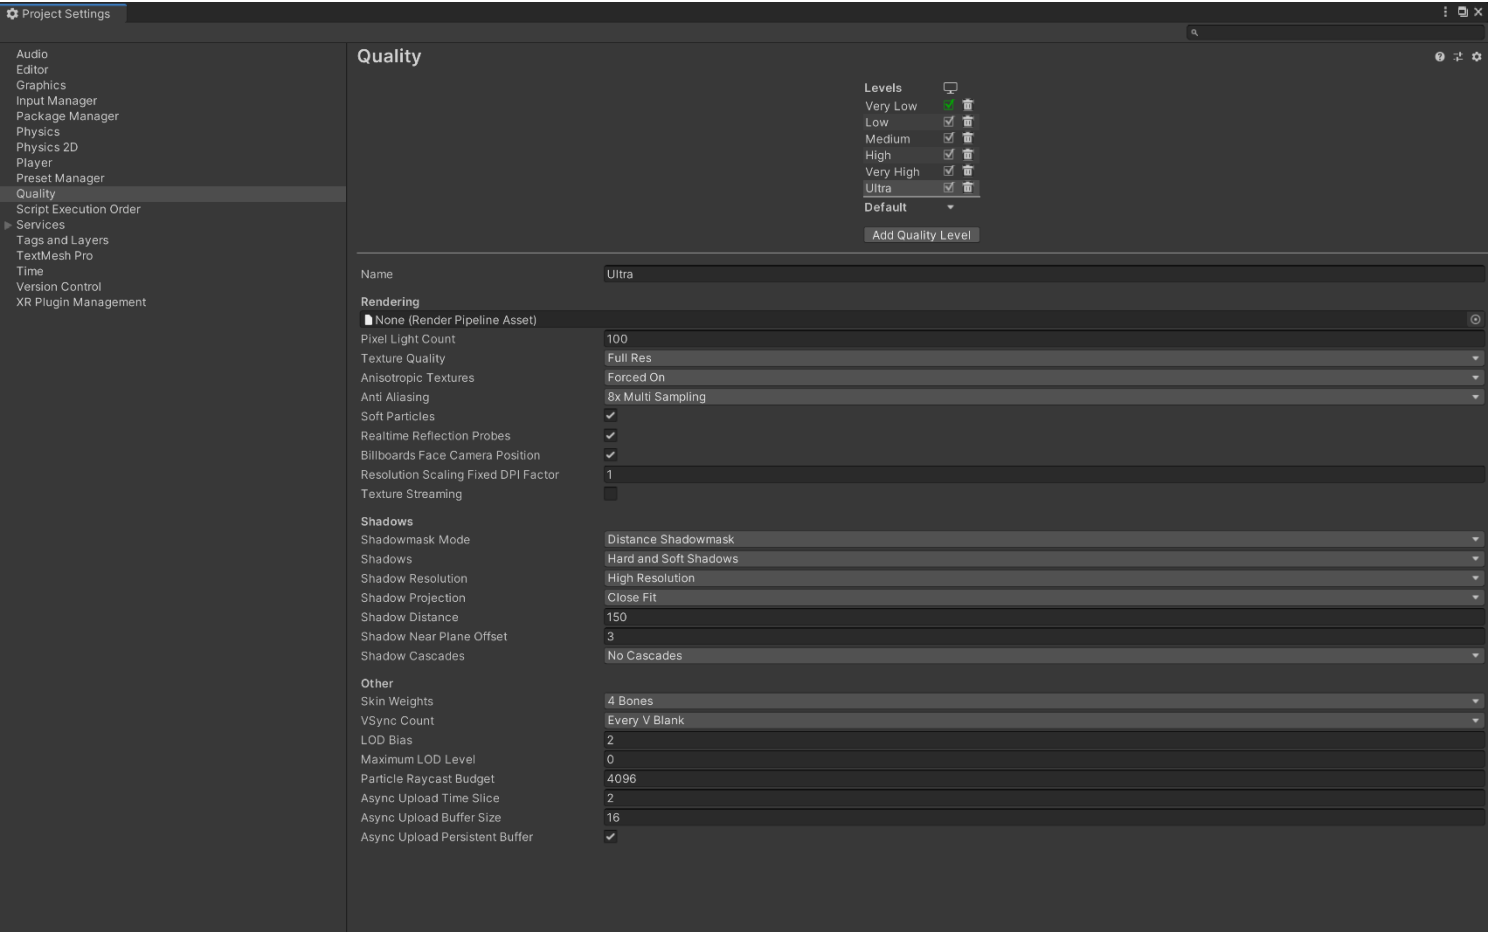 Project Settings
Audio
Editor
Graphics
Input Manager
Package Manager
Physics
Physics 2D
Player
Preset Manager
Quality
Script Execution Order
Services
Tags and Layers
TextMesh Pro
Time
Version Control
XR Plugin Management
Quality
Levels
Very Low
Low
Medium
High
Very High
Ultra
Default
Add Quality Level
Name Ultra
Rendering
None (Render Pipeline Asset)
Pixel Light Count 100
Texture Quality Full Res
Anisotropic Textures Forced On
Anti Aliasing 8x Multi Sampling
Soft Particles
Realtime Reflection Probes
Billboards Face Camera Position
Resolution Scaling Fixed DPI Factor 1
Texture Streaming
Shadows
Shadowmask Mode Distance Shadowmask
Shadows Hard and Soft Shadows
Shadow Resolution High Resolution
Shadow Projection Close Fit
Shadow Distance 150
Shadow Near Plane Offset 3
Shadow Cascades No Cascades
Other
Skin Weights 4 Bones
VSync Count Every V Blank
LOD Bias 2
Maximum LOD Level 0
Particle Raycast Budget 4096
Async Upload Time Slice 2
Async Upload Buffer Size 16
Async Upload Persistent Buffer